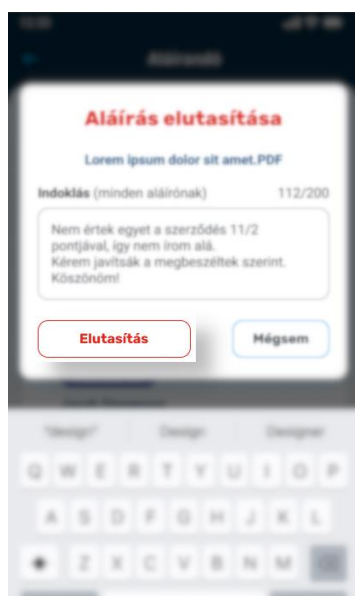 Aláírandó
Aláírás elutasítása
Lorem ipsum dolor sit amet.PDF
Indoklás (minden aláírónak) 112/200
Nem értek egyet a szerződés 11/2
pontjával, így nem írom alá.
Kérem javítsák a megbeszéltek szerint.
Köszönöm!
Elutasítás Mégsem
"design" Design Designer
Q W E R T Y U I O P
A S D F G H J K L
Z X C V B N M